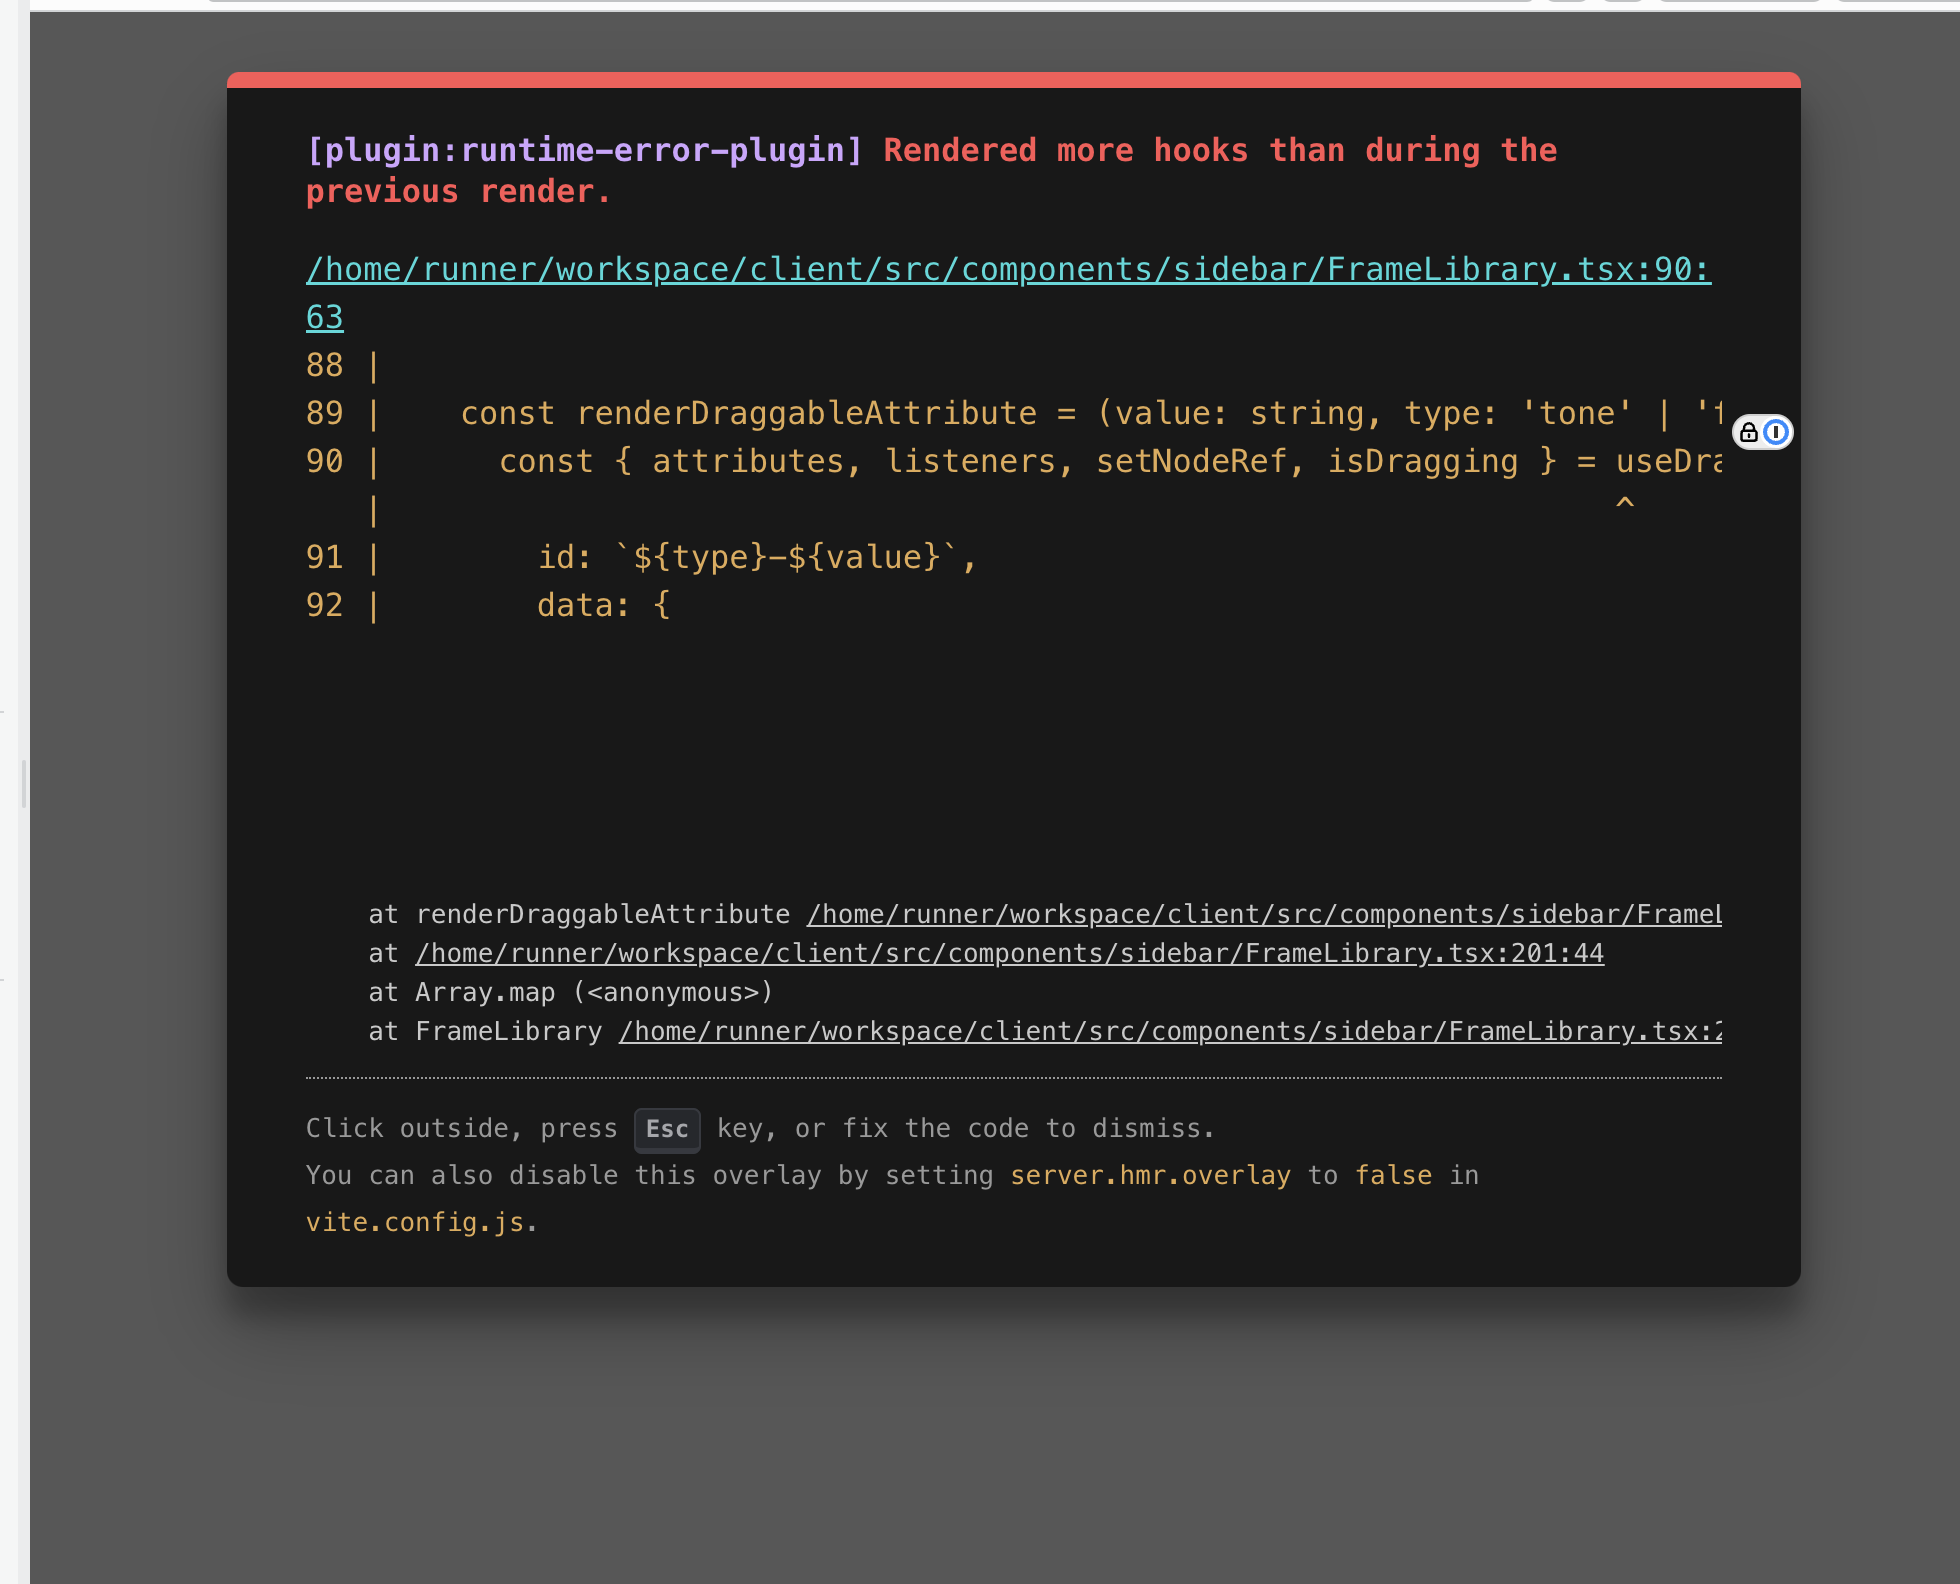 [plugin:runtime-error-plugin] Rendered more hooks than during the
previous render.
/home/runner/workspace/client/src/components/sidebar/FrameLibrary.tsx:90:
63
88 |
89 |    const renderDraggableAttribute = (value: string, type: 'tone' | '
90 |      const { attributes, listeners, setNodeRef, isDragging } = useDra
   |                                                                ^
91 |        id: `${type}-${value}`,
92 |        data: {
at renderDraggableAttribute /home/runner/workspace/client/src/components/sidebar/FrameL
at /home/runner/workspace/client/src/components/sidebar/FrameLibrary.tsx:201:44
at Array.map (<anonymous>)
at FrameLibrary /home/runner/workspace/client/src/components/sidebar/FrameLibrary.tsx:2
Click outside, press Esc key, or fix the code to dismiss.
You can also disable this overlay by setting server.hmr.overlay to false in
vite.config.js.